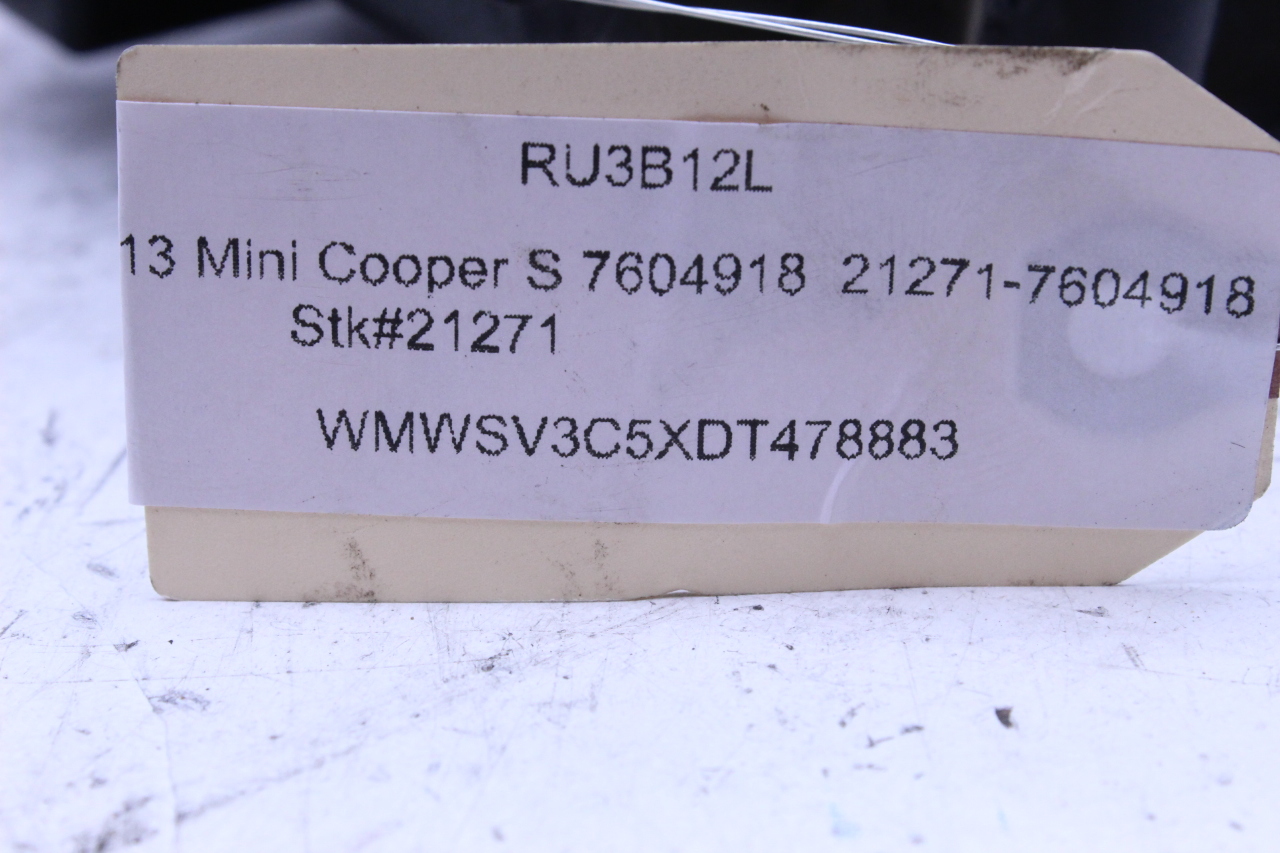 RU3B12L
13 Mini Cooper S 7604918 21271-7604918
Stk#21271
WMWSV3C5XDT478883